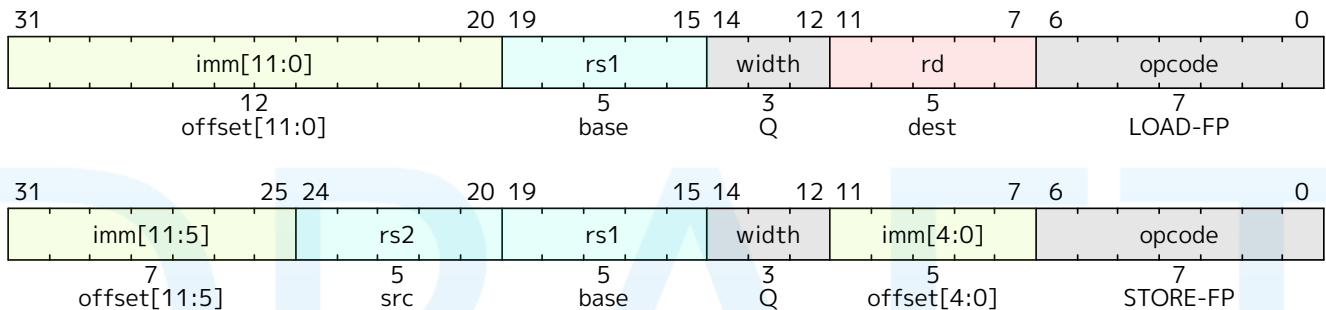 31 20 19 15 14 12 11 7 6 0
imm[11:0] rs1 width rd opcode
12 5 3 5 7
offset[11:0] base Q dest LOAD-FP
31 25 24 20 19 15 14 12 11 7 6 0
imm[11:5] rs2 rs1 width imm[4:0] opcode
7 5 5 3 5 7
offset[11:5] src base Q offset[4:0] STORE-FP